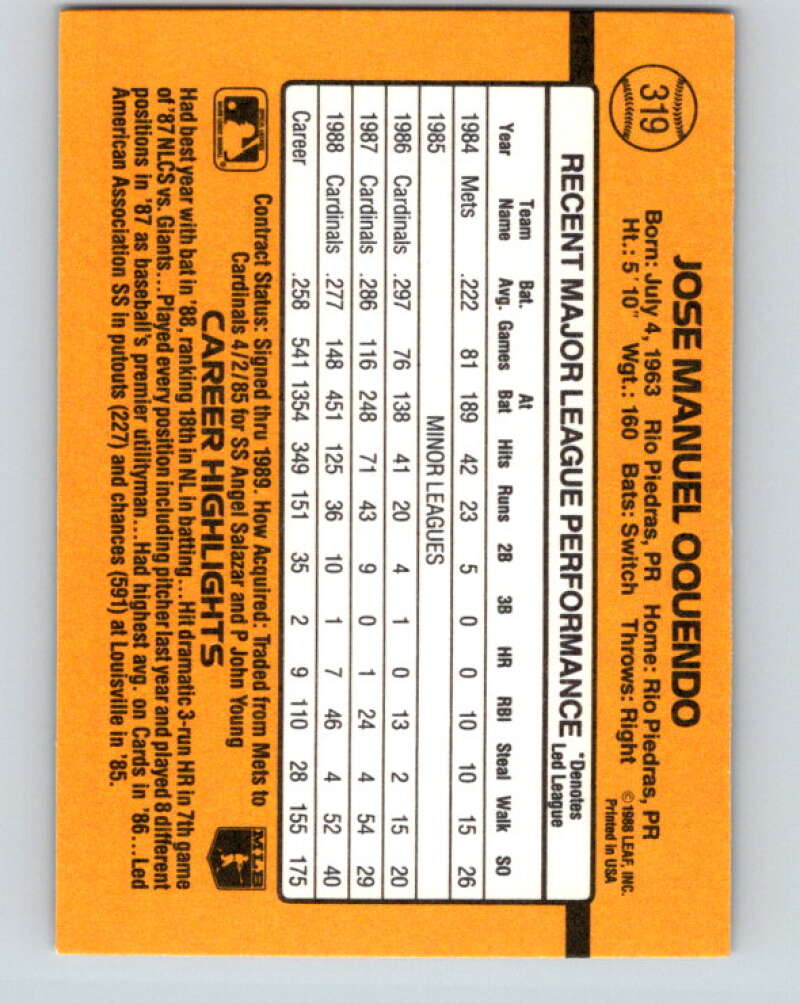 319
JOSE MANUEL OQUENDO
Born: July 4, 1963 Rio Piedras, PR Home: Rio Piedras, PR
Ht.: 5'10" Wgt.: 160 Bats: Switch Throws: Right
© 1988 LEAF, INC.
Printed in USA
RECENT MAJOR LEAGUE PERFORMANCE
*Denotes
Led League
Team Bat. At
Year Name Avg. Games Bat Hits Runs 2B 3B HR RBI Steal Walk SO
1984 Mets .222 81 189 42 23 5 0 0 10 10 15 26
1985 MINOR LEAGUES
1986 Cardinals .297 76 138 41 20 4 1 0 13 2 15 20
1987 Cardinals .286 116 248 71 43 9 0 1 24 4 54 29
1988 Cardinals .277 148 451 125 36 10 1 7 46 4 52 40
Career .258 541 1354 349 151 35 2 9 110 28 155 175
Contract Status: Signed thru 1989. How Acquired: Traded from Mets to
Cardinals 4/2/85 for SS Angel Salazar and P John Young
MLB
CAREER HIGHLIGHTS
Had best year with bat in '88, ranking 18th in NL in batting...Hit dramatic 3-run HR in 7th game
of '87 NLCS vs. Giants...Played every position including pitcher last year and played 8 different
positions in '87 as baseball's premier utilityman...Had highest avg. on Cards in '86...Led
American Association SS in putouts (227) and chances (591) at Louisville in '85.